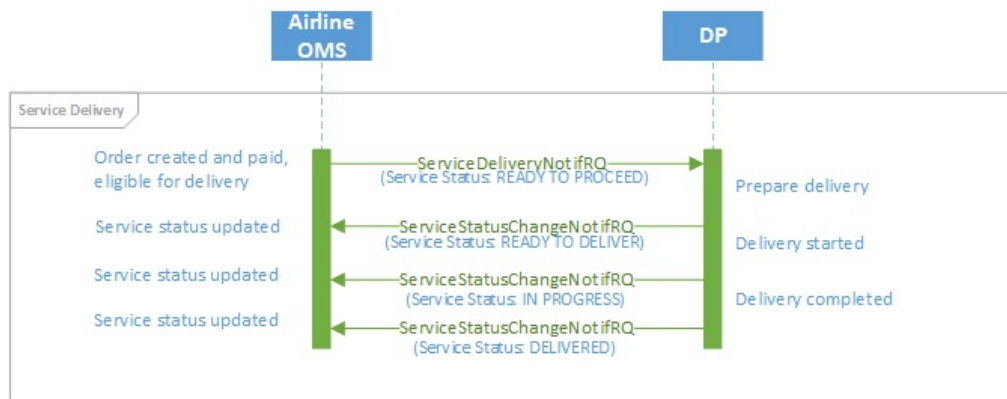 Airline
OMS
DP
Service Delivery
Order created and paid,
eligible for delivery
ServiceDeliveryNotifRQ
(Service Status: READY TO PROCEED)
Prepare delivery
Service status updated
ServiceStatusChangeNotifRQ
(Service Status: READY TO DELIVER)
Delivery started
Service status updated
ServiceStatusChangeNotifRQ
(Service Status: IN PROGRESS)
Delivery completed
Service status updated
ServiceStatusChangeNotifRQ
(Service Status: DELIVERED)